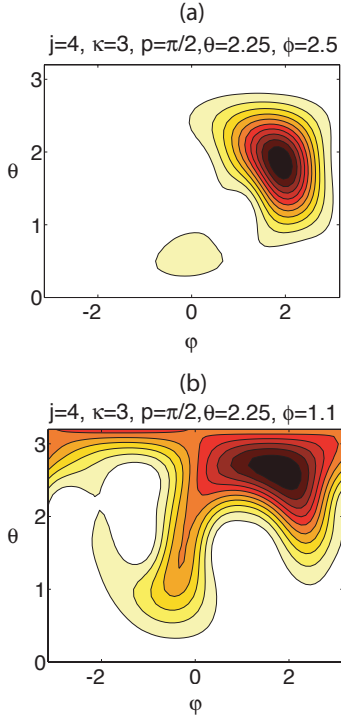 (a)
j=4, κ=3, p=π/2,θ=2.25, ϕ=2.5
3
2
θ
1
0
-2
0
2
φ
(b)
j=4, κ=3, p=π/2,θ=2.25, ϕ=1.1
3
2
θ
1
0
-2
0
2
φ